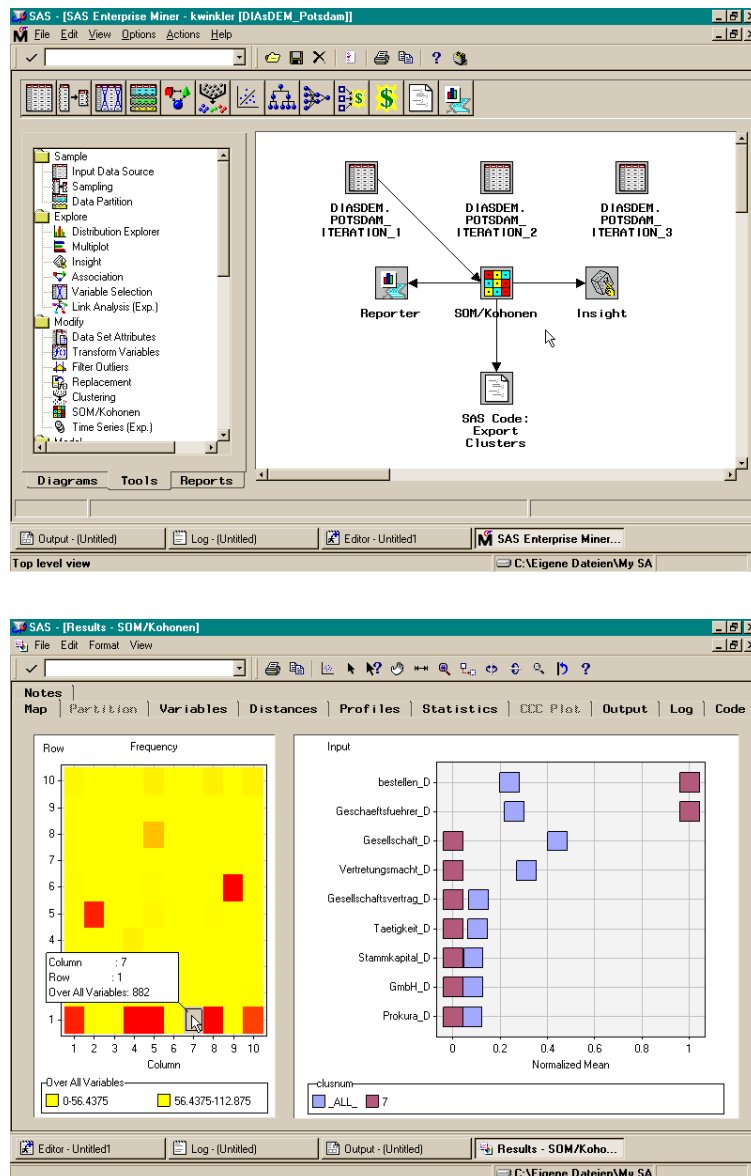 SAS - [SAS Enterprise Miner - kwinkler [DIAsDEM_Potsdam]]
File Edit View Options Actions Help
Sample
Input Data Source
Sampling
Data Partition
Explore
Distribution Explorer
Multiplot
Insight
Association
Variable Selection
Link Analysis (Exp.)
Modify
Data Set Attributes
Transform Variables
Filter Outliers
Replacement
Clustering
SOM/Kohonen
Time Series (Exp.)
Model
Diagrams Tools Reports
DIASDEM.
POTSDAM_
ITERATION_1
DIASDEM.
POTSDAM_
ITERATION_2
DIASDEM.
POTSDAM_
ITERATION_3
Reporter
SOM/Kohonen
Insight
SAS Code:
Export
Clusters
Output - (Untitled) Log - (Untitled) Editor - Untitled1 SAS Enterprise Miner...
Top level view C:\Eigene Dateien\My SA
SAS - [Results - SOM/Kohonen]
File Edit Format View
Notes
Map Partition Variables Distances Profiles Statistics CCC Plot Output Log Code
Row Frequency
10
9
8
7
6
5
4
1
Column : 7
Row : 1
Over All Variables: 882
1 2 3 4 5 6 7 8 9 10
Column
Over All Variables
0-56.4375 56.4375-112.875
Input
bestellen_D
Geschaeftsfuehrer_D
Gesellschaft_D
Vertretungsmacht_D
Gesellschaftsvertrag_D
Taetigkeit_D
Stammkapital_D
GmbH_D
Prokura_D
0 0.2 0.4 0.6 0.8 1
Normalized Mean
clusnum
_ALL_ 7
Editor - Untitled1 Log - (Untitled) Output - (Untitled) Results - SOM/Koho...
C:\Eigene Dateien\My SA